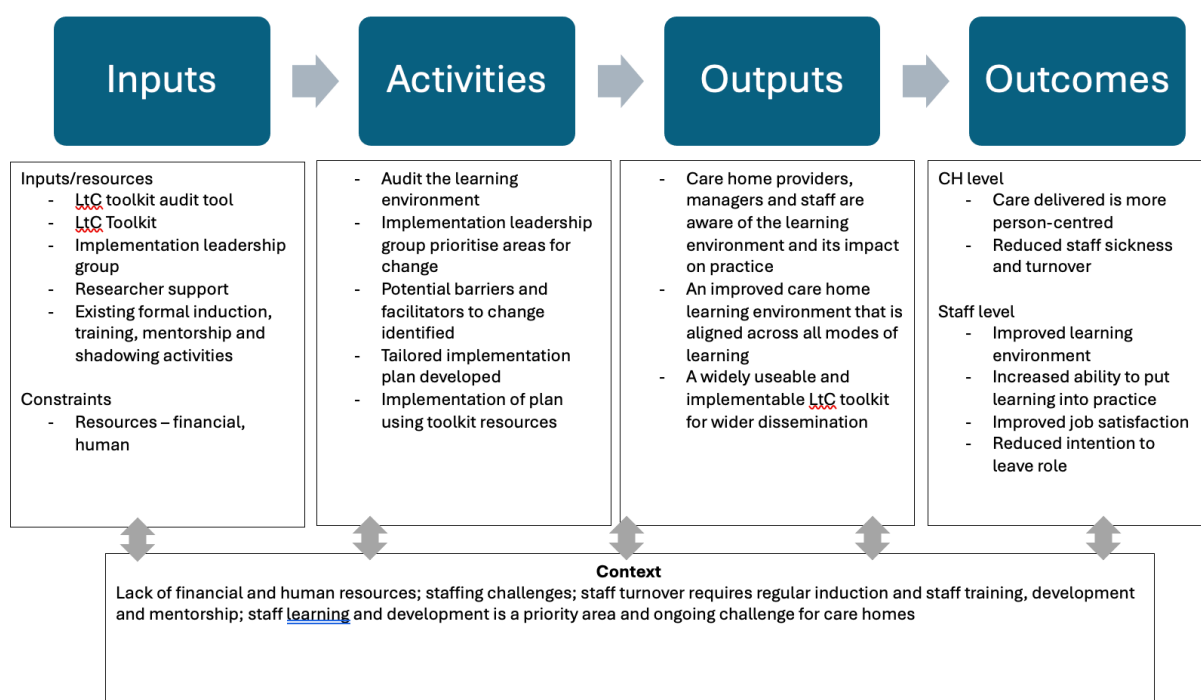 Inputs
Activities
Outputs
Outcomes
Inputs/resources
- LtC toolkit audit tool
- LtC Toolkit
- Implementation leadership
group
- Researcher support
- Existing formal induction,
training, mentorship and
shadowing activities
Constraints
- Resources – financial,
human
- Audit the learning
environment
- Implementation leadership
group prioritise areas for
change
- Potential barriers and
facilitators to change
identified
- Tailored implementation
plan developed
- Implementation of plan
using toolkit resources
- Care home providers,
managers and staff are
aware of the learning
environment and its impact
on practice
- An improved care home
learning environment that is
aligned across all modes of
learning
- A widely useable and
implementable LtC toolkit
for wider dissemination
CH level
- Care delivered is more
person-centred
- Reduced staff sickness
and turnover
Staff level
- Improved learning
environment
- Increased ability to put
learning into practice
- Improved job satisfaction
- Reduced intention to
leave role
Context
Lack of financial and human resources; staffing challenges; staff turnover requires regular induction and staff training, development
and mentorship; staff learning and development is a priority area and ongoing challenge for care homes